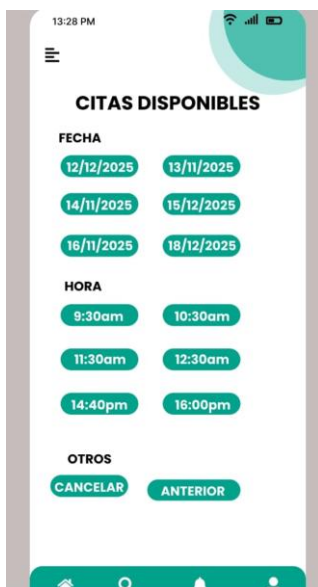 13:28 PM
CITAS DISPONIBLES
FECHA
12/12/2025 13/11/2025
14/11/2025 15/12/2025
16/11/2025 18/12/2025
HORA
9:30am 10:30am
11:30am 12:30am
14:40pm 16:00pm
OTROS
CANCELAR ANTERIOR